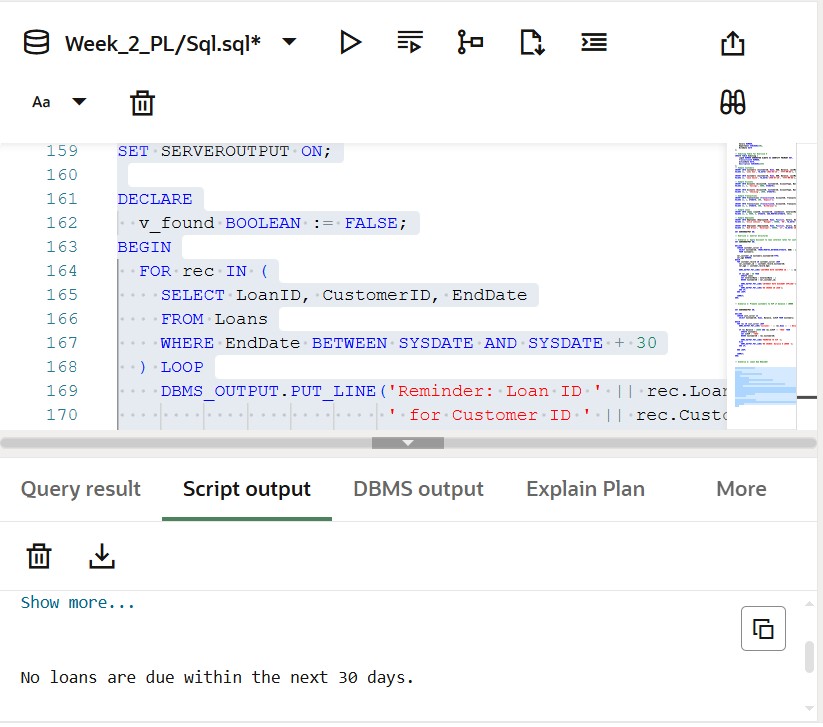 Week_2_PL/Sql.sql*
Aa
159 SET SERVEROUTPUT ON;
160
161 DECLARE
162 v_found BOOLEAN := FALSE;
163 BEGIN
164 FOR rec IN (
165 SELECT LoanID, CustomerID, EndDate
166 FROM Loans
167 WHERE EndDate BETWEEN SYSDATE AND SYSDATE + 30
168 ) LOOP
169 DBMS_OUTPUT.PUT_LINE('Reminder: Loan ID ' || rec.Loan
170 ' for Customer ID ' || rec.Custo
Query result Script output DBMS output Explain Plan More
Show more...
No loans are due within the next 30 days.